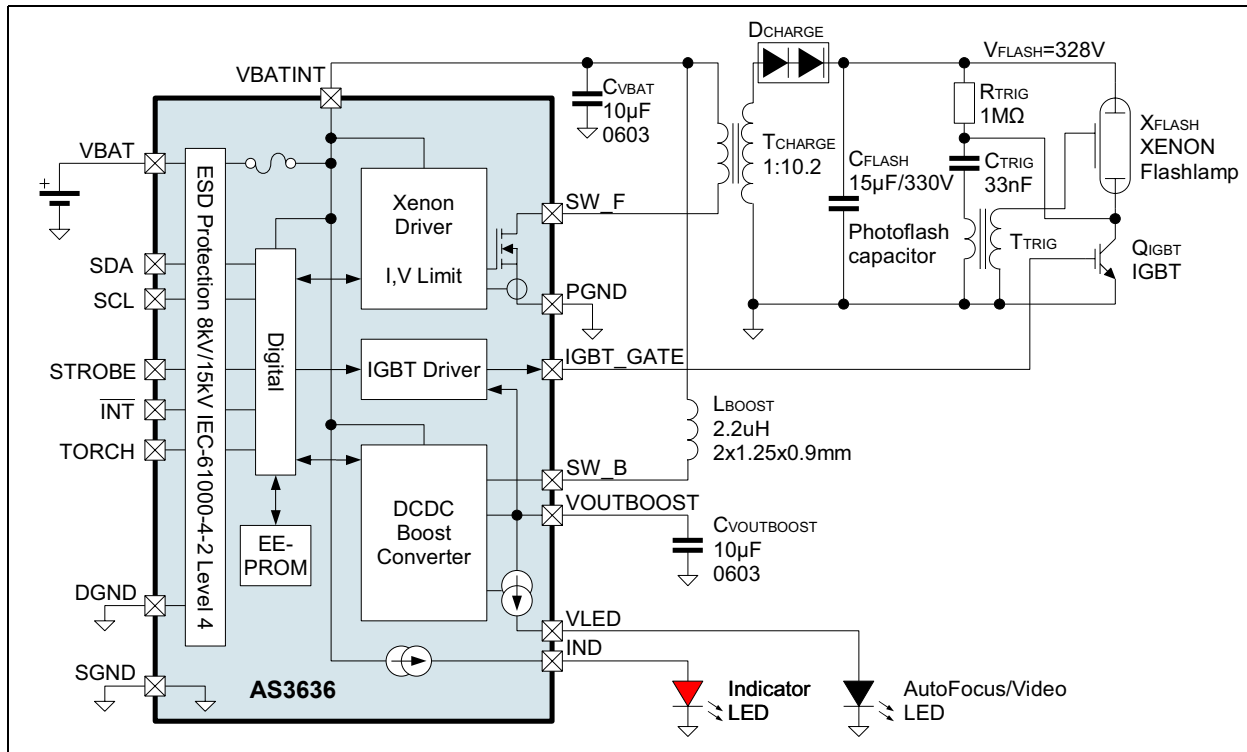 DCHARGE
VFLASH=328V
VBATINT
CVBAT
10µF
0603
RTRIG
1MΩ
XFLASH
XENON
Flashlamp
VBAT
+
ESD Protection 8kV/15kV IEC-61000-4-2 Level 4
TCHARGE
1:10.2
CFLASH
15µF/330V
CTRIG
33nF
Xenon
Driver
I,V Limit
SW_F
Photoflash
capacitor
TTRIG
QIGBT
IGBT
SDA
SCL
PGND
Digital
STROBE
IGBT Driver
IGBT_GATE
INT
TORCH
LBOOST
2.2uH
2x1.25x0.9mm
SW_B
DCDC
Boost
Converter
VOUTBOOST
CVOUTBOOST
10µF
0603
EE-
PROM
DGND
VLED
IND
SGND
AS3636
Indicator
LED
AutoFocus/Video
LED